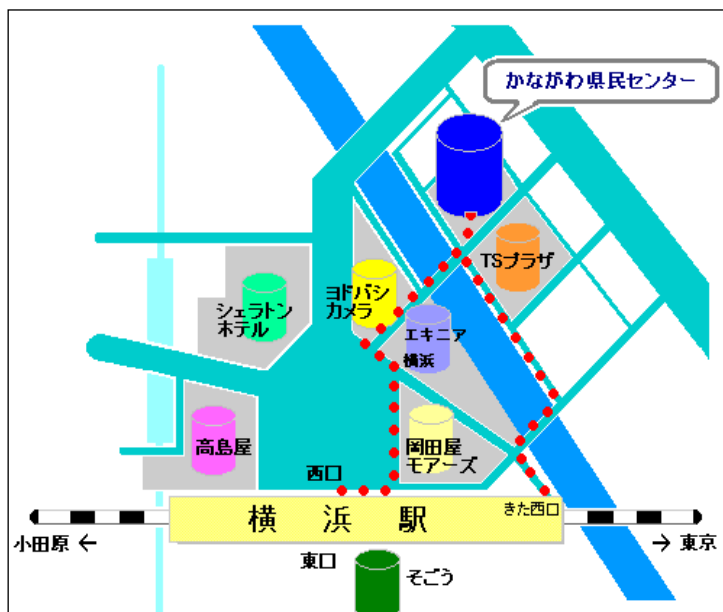 かながわ県民センター
TSプラザ
ヨドバシ
カメラ
シェラトン
ホテル
エキニア
横浜
高島屋
岡田屋
モアーズ
西口
きた西口
横 浜 駅
小田原 ←
→ 東京
東口
そごう